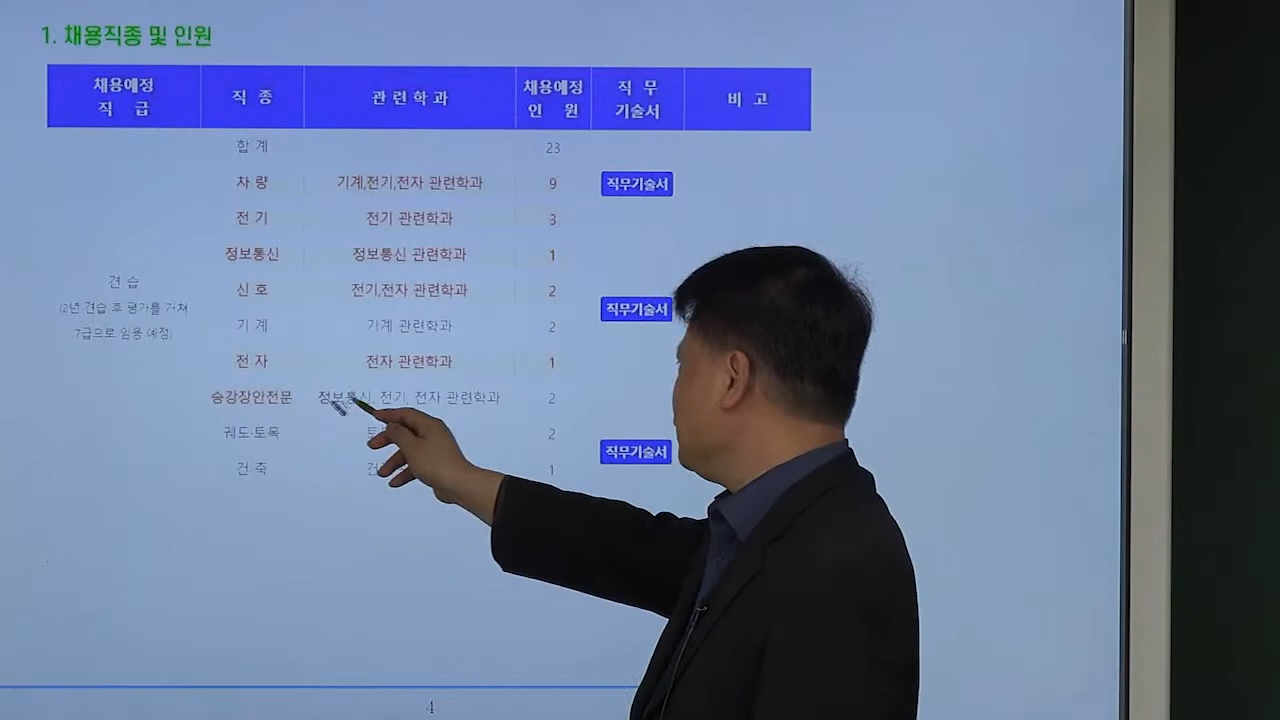 1. 채용직종 및 인원
채용예정 직 급 직 종 관 련 학 과 채용예정 인 원 직 무 기술서 비 고
합 계 23
차 량 기계,전기,전자 관련학과 9 직무기술서
전 기 전기 관련학과 3
정보통신 정보통신 관련학과 1
견 습
(2년 견습 후 평가를 거쳐
7급으로 임용 예정)
신 호 전기,전자 관련학과 2 직무기술서
기 계 기계 관련학과 2
전 자 전자 관련학과 1
승강장안전문 정보통신, 전기, 전자 관련학과 2
궤도·토목 2 직무기술서
건 축 1
4